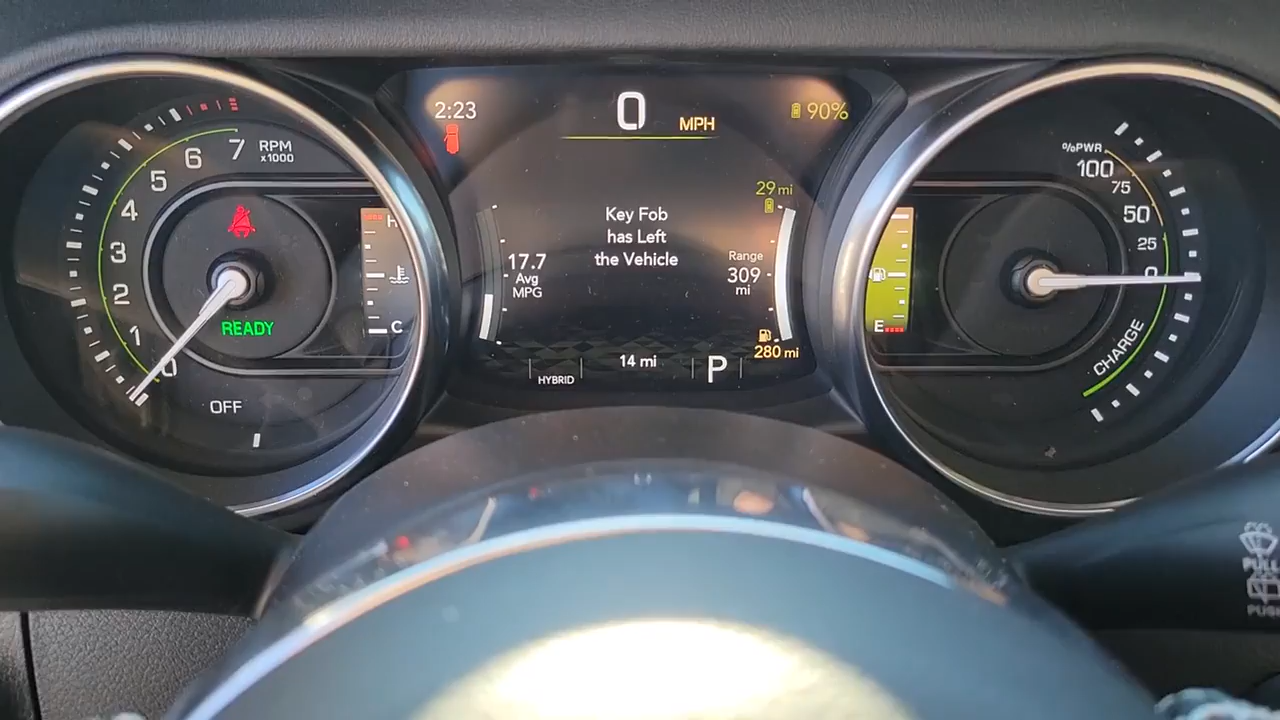 7
6
5
4
3
2
1
0
RPM
x1000
READY
OFF
H
C
2:23
0
MPH
90%
29 mi
Key Fob
has Left
the Vehicle
17.7
Avg
MPG
Range
309
mi
280 mi
HYBRID
14 mi
P
E
%PWR
100
75
50
25
0
CHARGE
PULL
PUSH